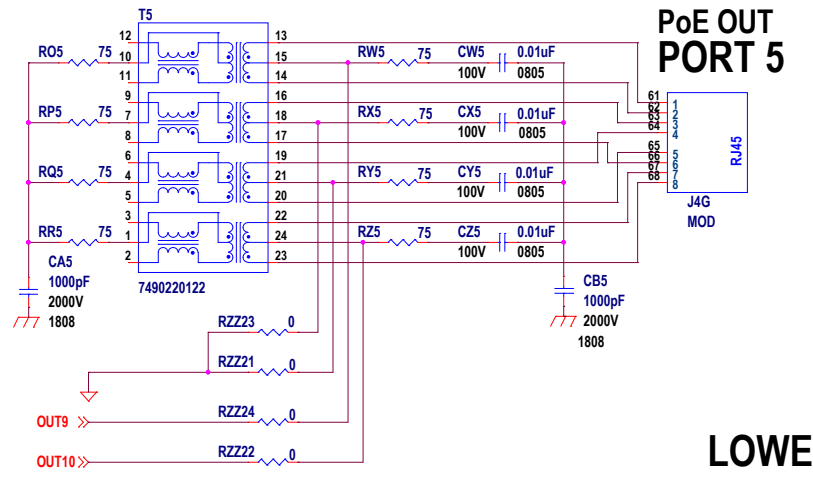 T5
PoE OUT
PORT 5
12 13
RO5 75 10 15 RW5 75 CW5 0.01uF
11 14 100V 0805
9 16
RP5 75 7 18 RX5 75 CX5 0.01uF
8 17 100V 0805
6 19
RQ5 75 4 21 RY5 75 CY5 0.01uF
5 20 100V 0805
3 22
RR5 75 1 24 RZ5 75 CZ5 0.01uF
2 23 100V 0805
61 1
62 2
63 3
64 4
65 5
66 6
67 7
68 8
RJ45
J4G
MOD
CA5
1000pF
2000V
1808
7490220122
CB5
1000pF
2000V
1808
RZZ23 0
RZZ21 0
OUT9 RZZ24 0
OUT10 RZZ22 0
LOWE